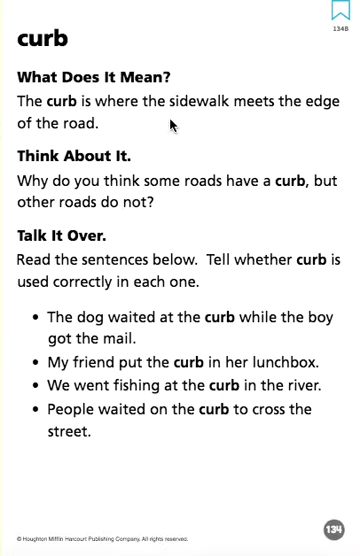 134B
curb
What Does It Mean?
The curb is where the sidewalk meets the edge
of the road.
Think About It.
Why do you think some roads have a curb, but
other roads do not?
Talk It Over.
Read the sentences below. Tell whether curb is
used correctly in each one.
• The dog waited at the curb while the boy
got the mail.
• My friend put the curb in her lunchbox.
• We went fishing at the curb in the river.
• People waited on the curb to cross the
street.
134
© Houghton Mifflin Harcourt Publishing Company. All rights reserved.